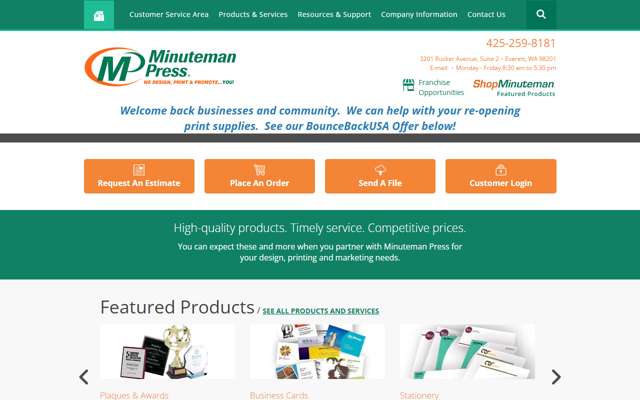 Customer Service Area Products & Services Resources & Support Company Information Contact Us
425-259-8181
3201 Rucker Avenue, Suite 2 • Everett, WA 98201
E-mail • Monday - Friday 8:30 am to 5:30 pm
Minuteman
Press®
WE DESIGN, PRINT & PROMOTE...YOU!
Franchise
Opportunities
ShopMinuteman
Featured Products
Welcome back businesses and community. We can help with your re-opening
print supplies. See our BounceBackUSA Offer below!
Request An Estimate Place An Order Send A File Customer Login
High-quality products. Timely service. Competitive prices.
You can expect these and more when you partner with Minuteman Press for
your design, printing and marketing needs.
Featured Products / SEE ALL PRODUCTS AND SERVICES
Plaques & Awards Business Cards Stationery